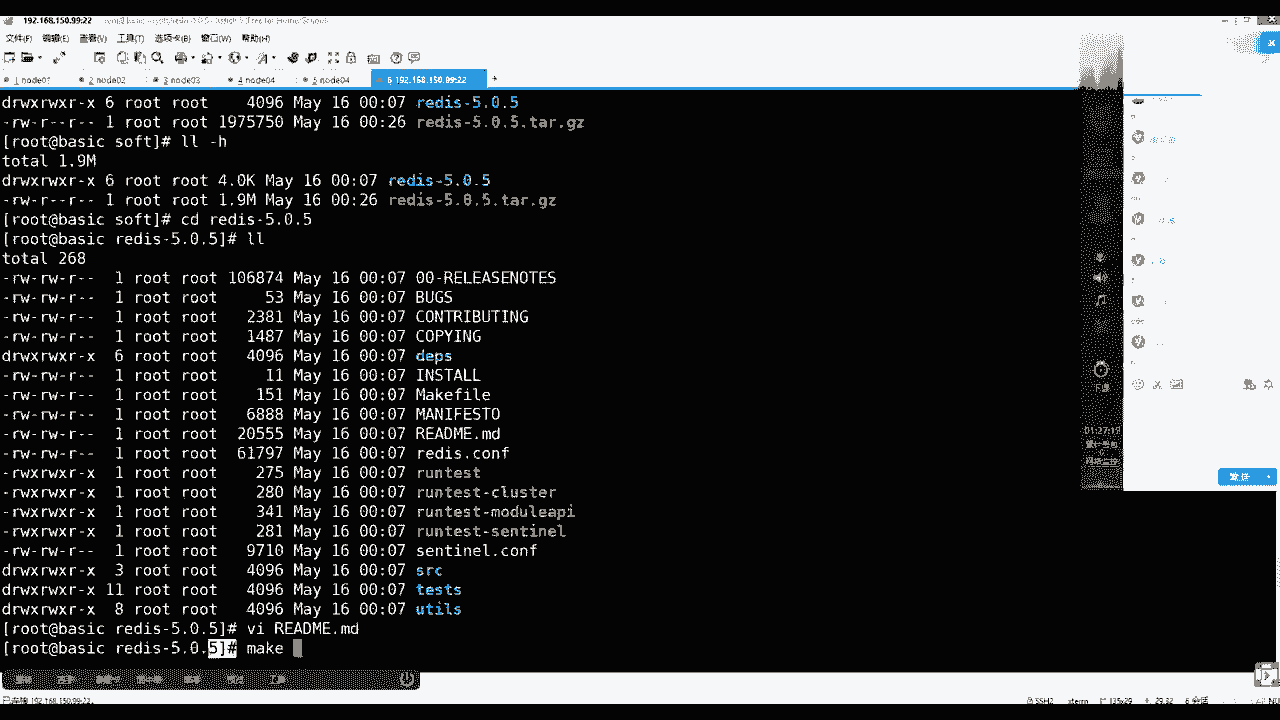 192.168.150.99:22
文件(F) 编辑(E) 查看(V) 工具(T) 选项卡(B) 窗口(W) 帮助(H)
1 node01 2 node02 3 node03 4 node04 5 node04 6 192.168.150.99:22 +
drwxrwxr-x 6 root root 4096 May 16 00:07 redis-5.0.5
-rw-r--r-- 1 root root 1975750 May 16 00:26 redis-5.0.5.tar.gz
[root@basic soft]# ll -h
total 1.9M
drwxrwxr-x 6 root root 4.0K May 16 00:07 redis-5.0.5
-rw-r--r-- 1 root root 1.9M May 16 00:26 redis-5.0.5.tar.gz
[root@basic soft]# cd redis-5.0.5
[root@basic redis-5.0.5]# ll
total 268
-rw-rw-r-- 1 root root 106874 May 16 00:07 00-RELEASENOTES
-rw-rw-r-- 1 root root 53 May 16 00:07 BUGS
-rw-rw-r-- 1 root root 2381 May 16 00:07 CONTRIBUTING
-rw-rw-r-- 1 root root 1487 May 16 00:07 COPYING
drwxrwxr-x 6 root root 4096 May 16 00:07 deps
-rw-rw-r-- 1 root root 11 May 16 00:07 INSTALL
-rw-rw-r-- 1 root root 151 May 16 00:07 Makefile
-rw-rw-r-- 1 root root 6888 May 16 00:07 MANIFESTO
-rw-rw-r-- 1 root root 20555 May 16 00:07 README.md
-rw-rw-r-- 1 root root 61797 May 16 00:07 redis.conf
-rwxrwxr-x 1 root root 275 May 16 00:07 runtest
-rwxrwxr-x 1 root root 280 May 16 00:07 runtest-cluster
-rwxrwxr-x 1 root root 341 May 16 00:07 runtest-moduleapi
-rwxrwxr-x 1 root root 281 May 16 00:07 runtest-sentinel
-rw-rw-r-- 1 root root 9710 May 16 00:07 sentinel.conf
drwxrwxr-x 3 root root 4096 May 16 00:07 src
drwxrwxr-x 11 root root 4096 May 16 00:07 tests
drwxrwxr-x 8 root root 4096 May 16 00:07 utils
[root@basic redis-5.0.5]# vi README.md
[root@basic redis-5.0.5]# make
下课
01:27:19
发送
已连接 192.168.150.99:22。
SSH2 xterm 135x29 29,32 6 会话